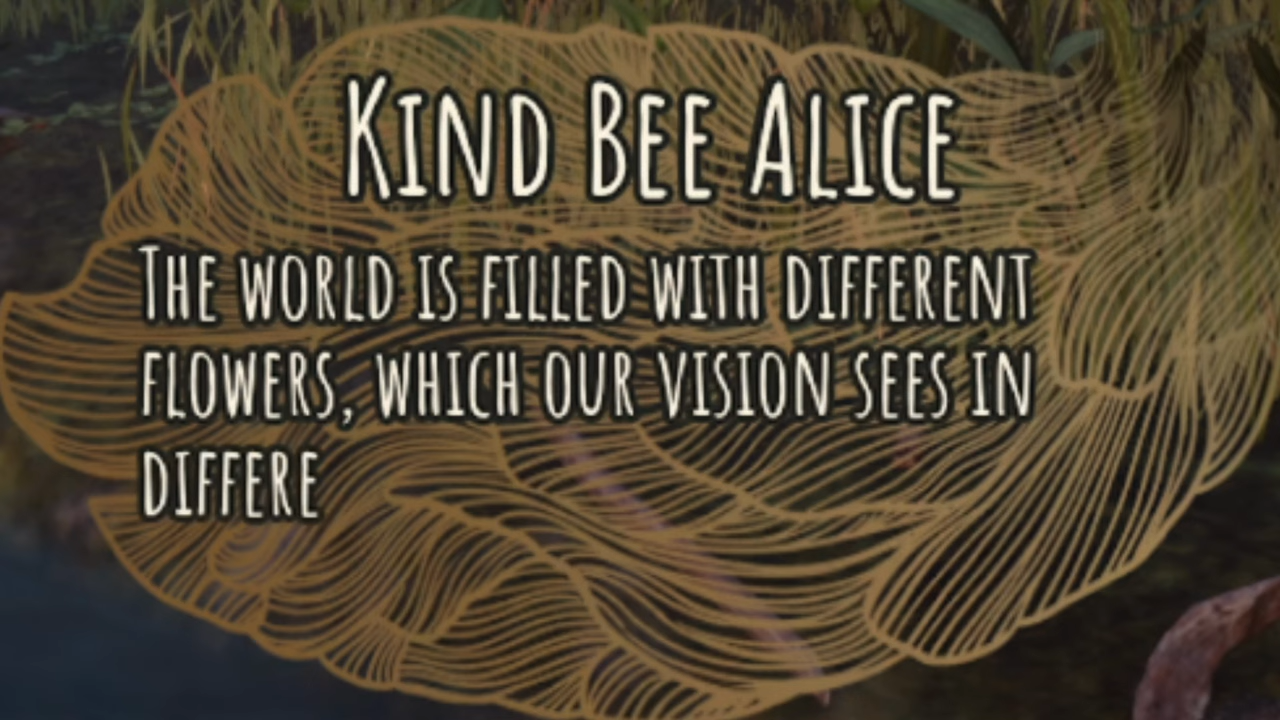 Kind Bee Alice
The world is filled with different
flowers, which our vision sees in
differe